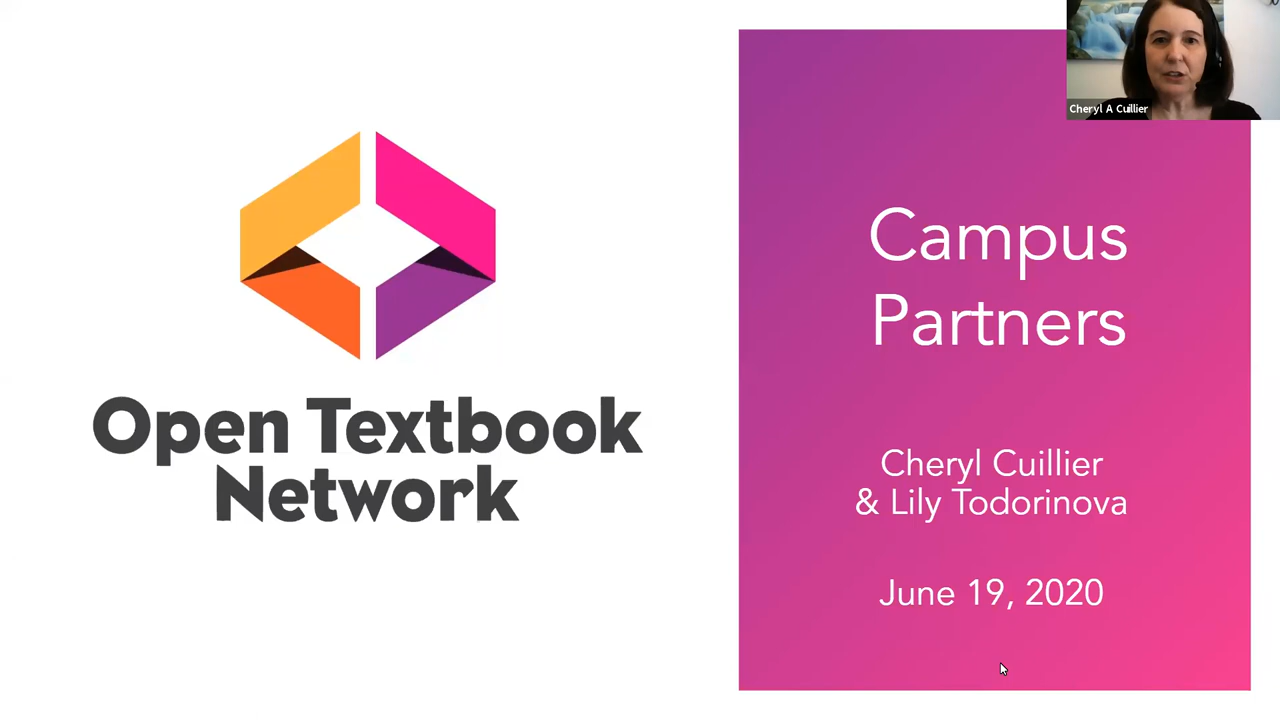 Cheryl A Cuillier
Open Textbook
Network
Campus
Partners
Cheryl Cuillier
& Lily Todorinova
June 19, 2020